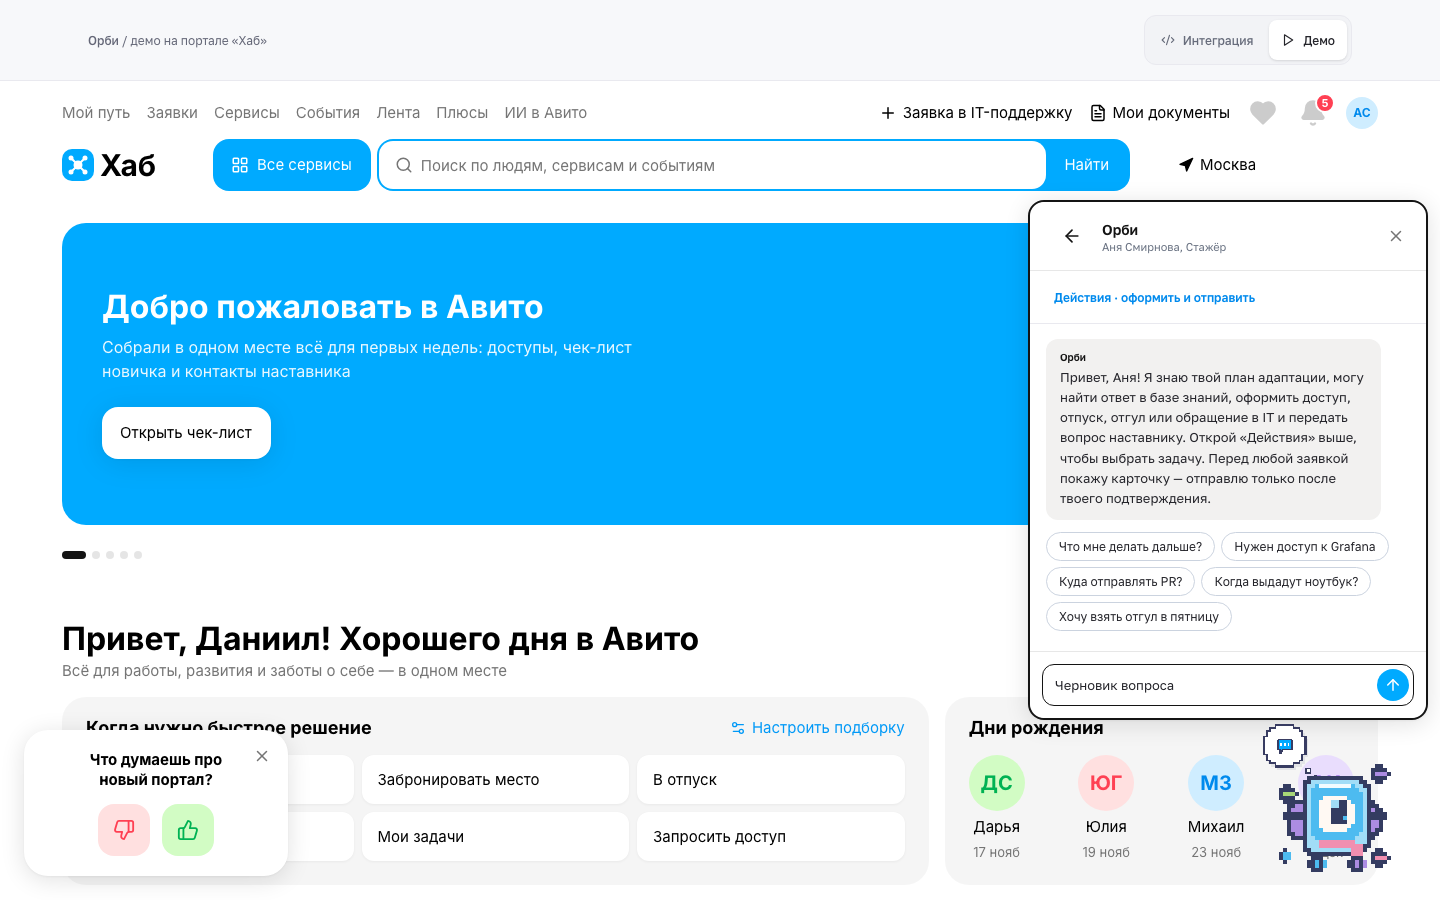 Орби / демо на портале «Хаб»
Интеграция
Демо
Мой путь
Заявки
Сервисы
События
Лента
Плюсы
ИИ в Авито
Заявка в IT-поддержку
Мои документы
5
АС
Хаб
Все сервисы
Поиск по людям, сервисам и событиям
Найти
Москва
Добро пожаловать в Авито
Собрали в одном месте всё для первых недель: доступы, чек-лист
новичка и контакты наставника
Открыть чек-лист
Орби
Аня Смирнова, Стажёр
Действия · оформить и отправить
Орби
Привет, Аня! Я знаю твой план адаптации, могу
найти ответ в базе знаний, оформить доступ,
отпуск, отгул или обращение в IT и передать
вопрос наставнику. Открой «Действия» выше,
чтобы выбрать задачу. Перед любой заявкой
покажу карточку — отправлю только после
твоего подтверждения.
Что мне делать дальше?
Нужен доступ к Grafana
Куда отправлять PR?
Когда выдадут ноутбук?
Хочу взять отгул в пятницу
Черновик вопроса
Привет, Даниил! Хорошего дня в Авито
Всё для работы, развития и заботы о себе — в одном месте
Когда нужно быстрое решение
Настроить подборку
Забронировать место
В отпуск
Мои задачи
Запросить доступ
Что думаешь про
новый портал?
Дни рождения
ДС
ЮГ
МЗ
Дарья
Юлия
Михаил
17 нояб
19 нояб
23 нояб